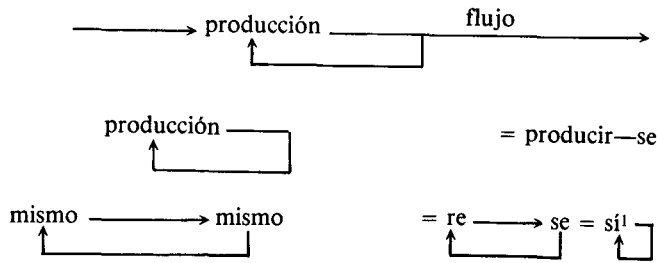 flujo
producción
producción = producir—se
mismo mismo = re se = sí¹